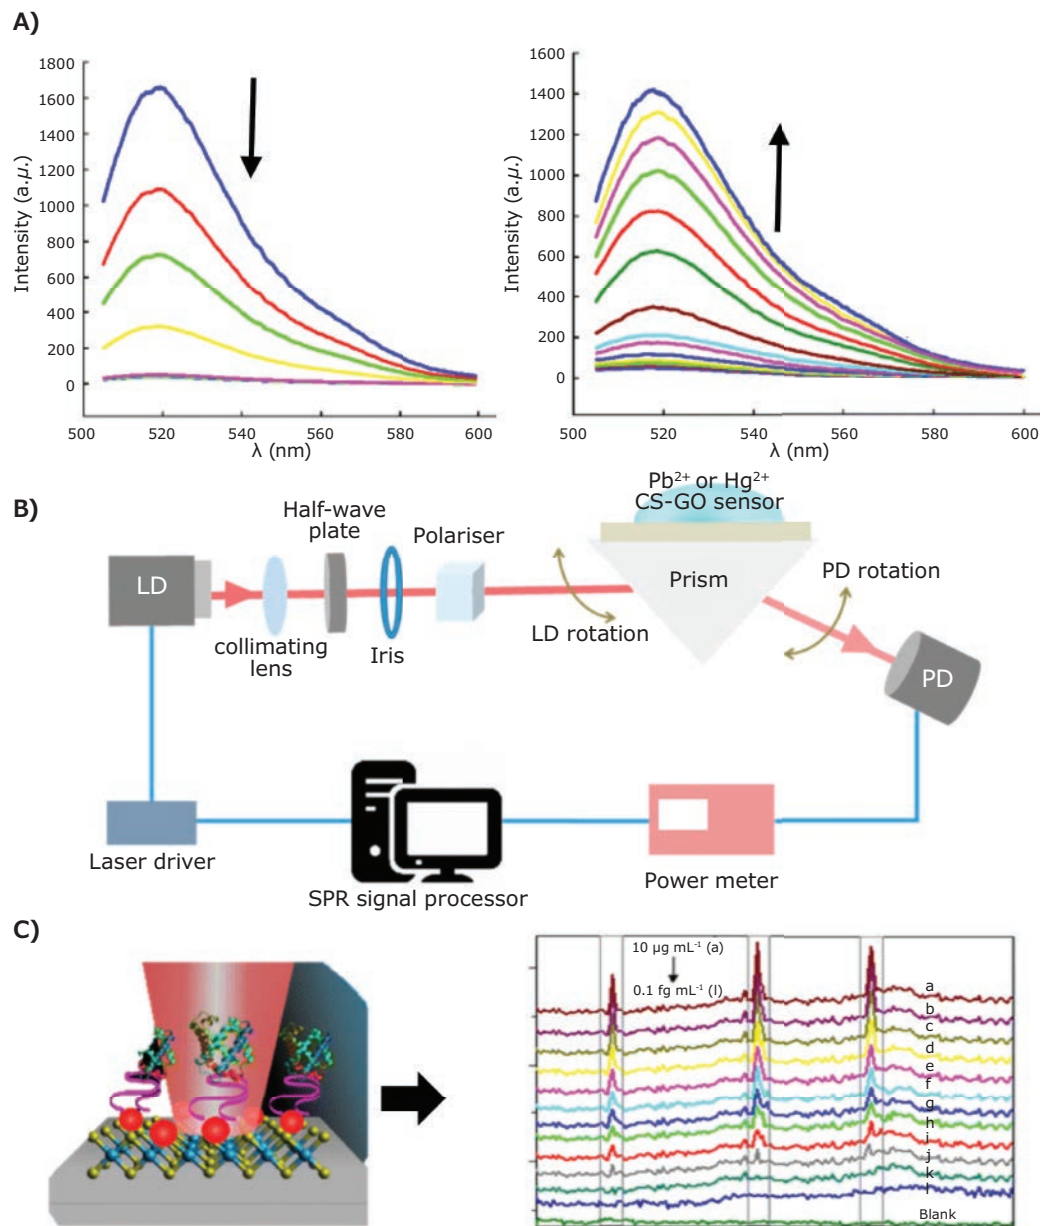 A)
1800
1600
1400
1200
1000
800
600
400
200
0
Intensity (a.µ.)
500 520 540 560 580 600
λ (nm)
1600
1400
1200
1000
800
600
400
200
0
Intensity (a.µ.)
500 520 540 560 580 600
λ (nm)
B)
Pb²⁺ or Hg²⁺
CS-GO sensor
Half-wave
plate
Polariser
LD
Prism
PD rotation
LD rotation
collimating
lens
Iris
PD
Laser driver
SPR signal processor
Power meter
C)
10 µg mL⁻¹ (a)
0.1 fg mL⁻¹ (l)
a
b
c
d
e
f
g
h
i
j
k
l
Blank